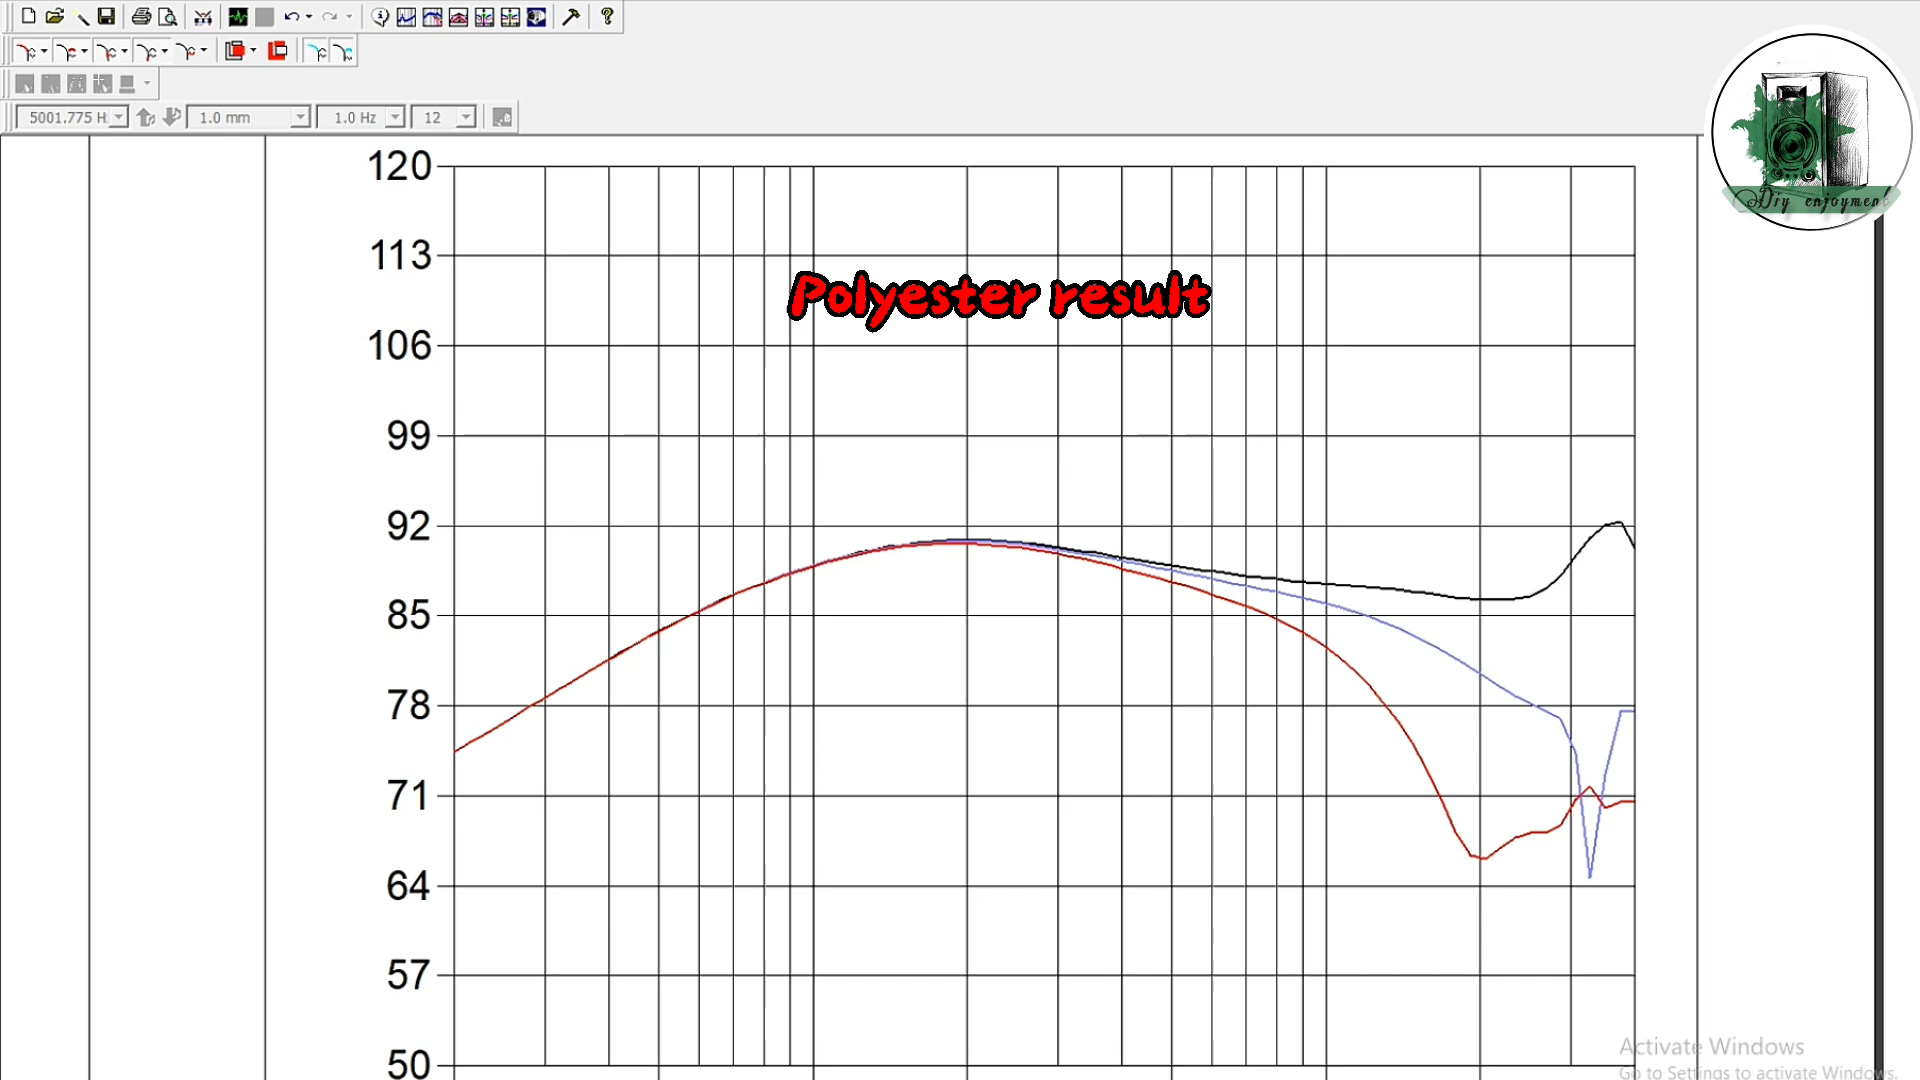 5001.775 H
1.0 mm
1.0 Hz
12
120
113
Polyester result
106
99
92
85
78
71
64
57
50
Diy enjoyment
Activate Windows
Go to Settings to activate Windows.